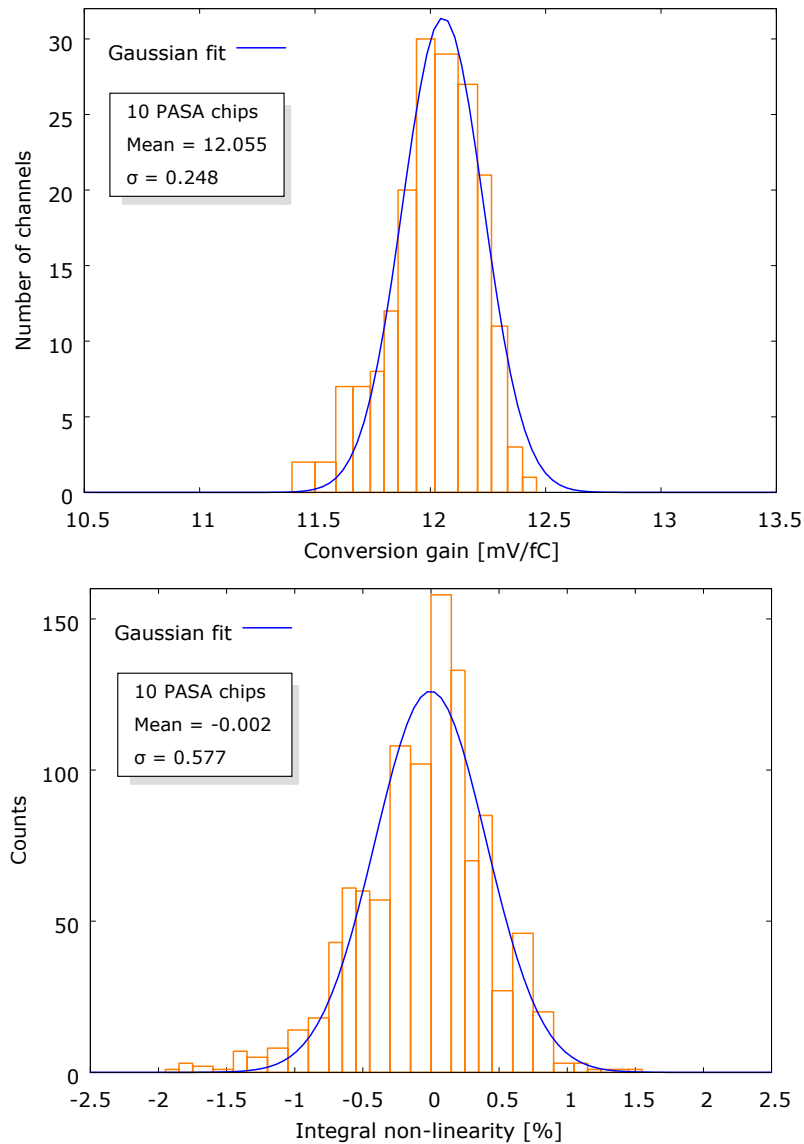 30
25
20
15
10
5
0
Number of channels
Gaussian fit
10 PASA chips
Mean = 12.055
σ = 0.248
10.5 11 11.5 12 12.5 13 13.5
Conversion gain [mV/fC]
150
100
50
0
Counts
Gaussian fit
10 PASA chips
Mean = -0.002
σ = 0.577
-2.5 -2 -1.5 -1 -0.5 0 0.5 1 1.5 2 2.5
Integral non-linearity [%]